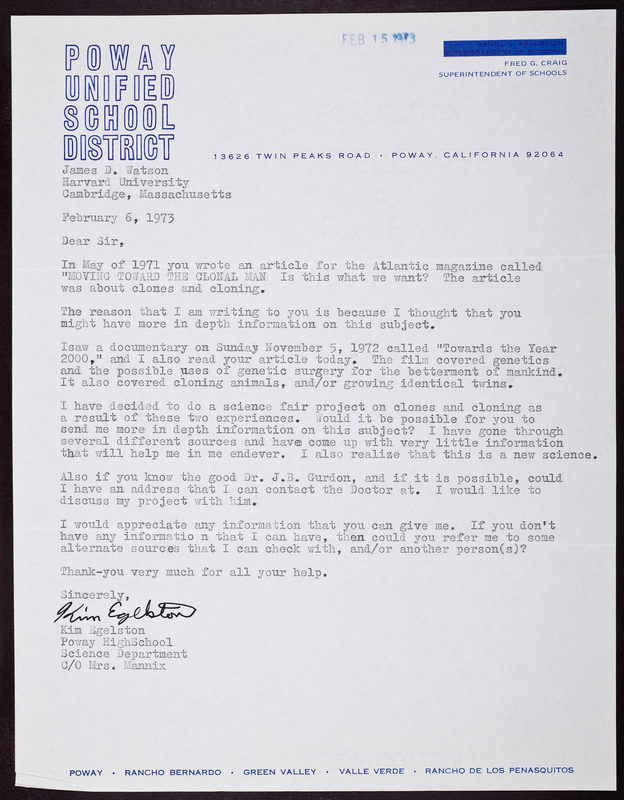 FEB 15 1973
SUPERINTENDENT OF SCHOOLS
FRED G. CRAIG
SUPERINTENDENT OF SCHOOLS
POWAY
UNIFIED
SCHOOL
DISTRICT
13626 TWIN PEAKS ROAD • POWAY, CALIFORNIA 92064
James D. Watson
Harvard University
Cambridge, Massachusetts
February 6, 1973
Dear Sir,
In May of 1971 you wrote an article for the Atlantic magazine called
"MOVING TOWARD THE CLONAL MAN Is this what we want? The article
was about clones and cloning.
The reason that I am writing to you is because I thought that you
might have more in depth information on this subject.
Isaw a documentary on Sunday November 5, 1972 called "Towards the Year
2000," and I also read your article today. The film covered genetics
and the possible uses of genetic surgery for the betterment of mankind.
It also covered cloning animals, and/or growing identical twins.
I have decided to do a science fair project on clones and cloning as
a result of these two experiences. Would it be possible for you to
send me more in depth information on this subject? I have gone through
several different sources and have come up with very little information
that will help me in me endever. I also realize that this is a new science.
Also if you know the good Dr. J.B. Gurdon, and if it is possible, could
I have an address that I can contact the Doctor at. I would like to
discuss my project with him.
I would appreciate any information that you can give me. If you don't
have any informatio n that I can have, then could you refer me to some
alternate sources that I can check with, and/or another person(s)?
Thank-you very much for all your help.
Sincerely,
Kim Egelston
Kim Egelston
Poway HighSchool
Science Department
C/O Mrs. Mannix
POWAY • RANCHO BERNARDO • GREEN VALLEY • VALLE VERDE • RANCHO DE LOS PENASQUITOS